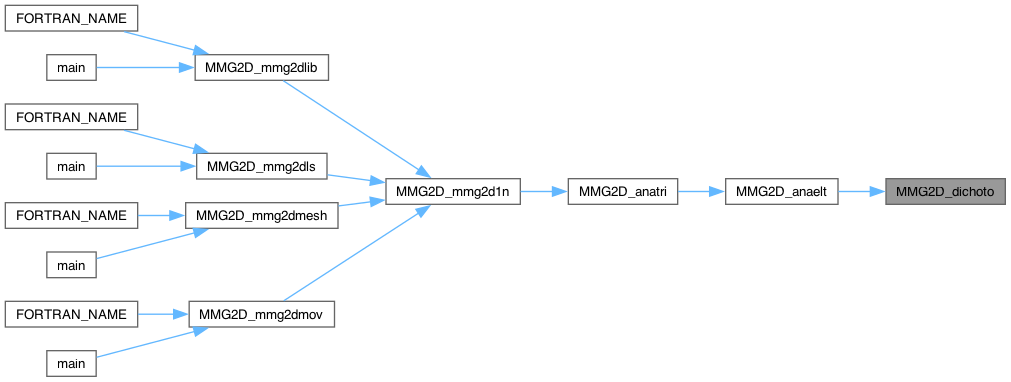 FORTRAN_NAME
main
MMG2D_mmg2dlib
FORTRAN_NAME
main
MMG2D_mmg2dls
MMG2D_mmg2d1n
MMG2D_anatri
MMG2D_anaelt
MMG2D_dichoto
FORTRAN_NAME
MMG2D_mmg2dmesh
main
FORTRAN_NAME
MMG2D_mmg2dmov
main